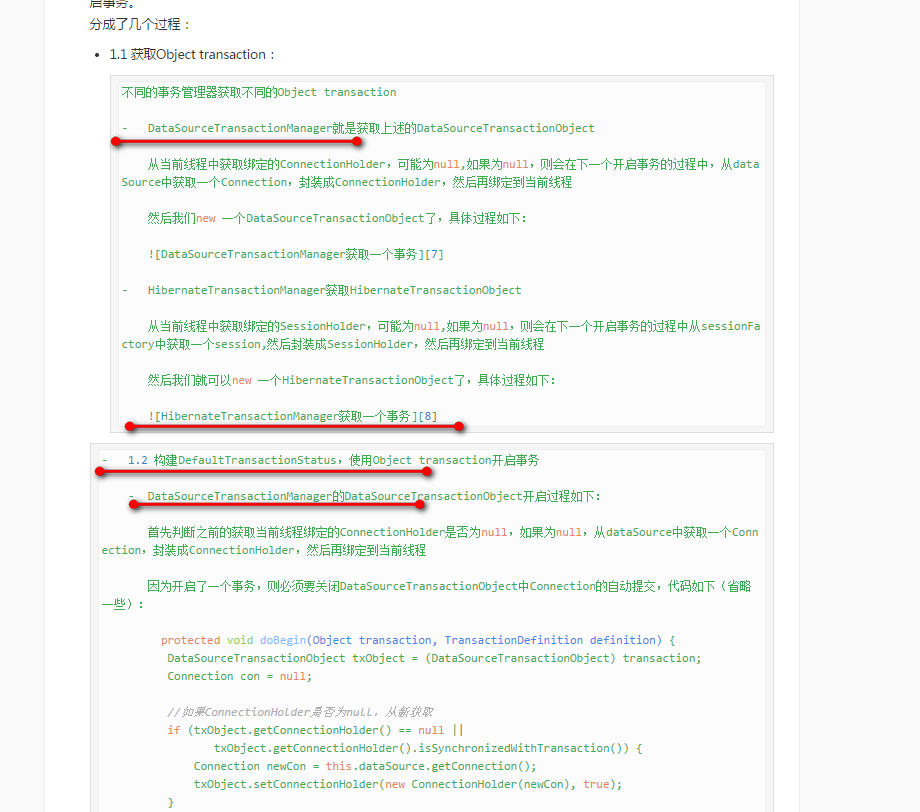 启事务。
分成了几个过程：
• 1.1 获取Object transaction：
不同的事务管理器获取不同的Object transaction
- DataSourceTransactionManager就是获取上述的DataSourceTransactionObject
从当前线程中获取绑定的ConnectionHolder，可能为null,如果为null，则会在下一个开启事务的过程中，从data
Source中获取一个Connection，封装成ConnectionHolder，然后再绑定到当前线程
然后我们new 一个DataSourceTransactionObject了，具体过程如下：
![DataSourceTransactionManager获取一个事务][7]
- HibernateTransactionManager获取HibernateTransactionObject
从当前线程中获取绑定的SessionHolder，可能为null,如果为null，则会在下一个开启事务的过程中从sessionFa
ctory中获取一个session,然后封装成SessionHolder，然后再绑定到当前线程
然后我们就可以new 一个HibernateTransactionObject了，具体过程如下：
![HibernateTransactionManager获取一个事务][8]
- 1.2 构建DefaultTransactionStatus，使用Object transaction开启事务
- DataSourceTransactionManager的DataSourceTransactionObject开启过程如下：
首先判断之前的获取当前线程绑定的ConnectionHolder是否为null，如果为null，从dataSource中获取一个Conn
ection，封装成ConnectionHolder，然后再绑定到当前线程
因为开启了一个事务，则必须要关闭DataSourceTransactionObject中Connection的自动提交，代码如下（省略
一些）：
protected void doBegin(Object transaction, TransactionDefinition definition) {
DataSourceTransactionObject txObject = (DataSourceTransactionObject) transaction;
Connection con = null;
//如果ConnectionHolder是否为null，从新获取
if (txObject.getConnectionHolder() == null ||
txObject.getConnectionHolder().isSynchronizedWithTransaction()) {
Connection newCon = this.dataSource.getConnection();
txObject.setConnectionHolder(new ConnectionHolder(newCon), true);
}